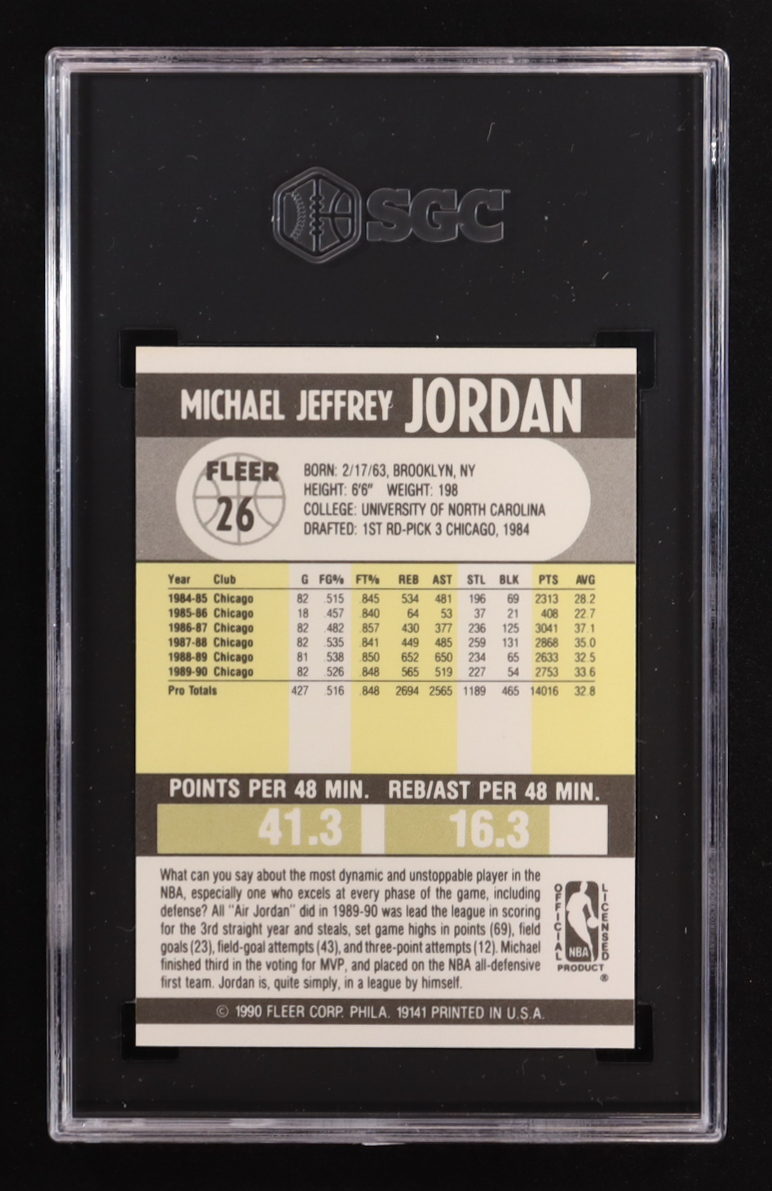 SGC
MICHAEL JEFFREY JORDAN
FLEER
26
BORN: 2/17/63, BROOKLYN, NY
HEIGHT: 6'6" WEIGHT: 198
COLLEGE: UNIVERSITY OF NORTH CAROLINA
DRAFTED: 1ST RD-PICK 3 CHICAGO, 1984
Year Club G FG% FT% REB AST STL BLK PTS AVG
1984-85 Chicago 82 .515 .845 534 481 196 69 2313 28.2
1985-86 Chicago 18 .457 .840 64 53 37 21 408 22.7
1986-87 Chicago 82 .482 .857 430 377 236 125 3041 37.1
1987-88 Chicago 82 .535 .841 449 485 259 131 2868 35.0
1988-89 Chicago 81 .538 .850 652 650 234 65 2633 32.5
1989-90 Chicago 82 .526 .848 565 519 227 54 2753 33.6
Pro Totals 427 .516 .848 2694 2565 1189 465 14016 32.8
POINTS PER 48 MIN. REB/AST PER 48 MIN.
41.3 16.3
What can you say about the most dynamic and unstoppable player in the
NBA, especially one who excels at every phase of the game, including
defense? All "Air Jordan" did in 1989-90 was lead the league in scoring
for the 3rd straight year and steals, set game highs in points (69), field
goals (23), field-goal attempts (43), and three-point attempts (12). Michael
finished third in the voting for MVP, and placed on the NBA all-defensive
first team. Jordan is, quite simply, in a league by himself.
OFFICIAL
LICENSED
NBA
PRODUCT
®
© 1990 FLEER CORP. PHILA. 19141 PRINTED IN U.S.A.